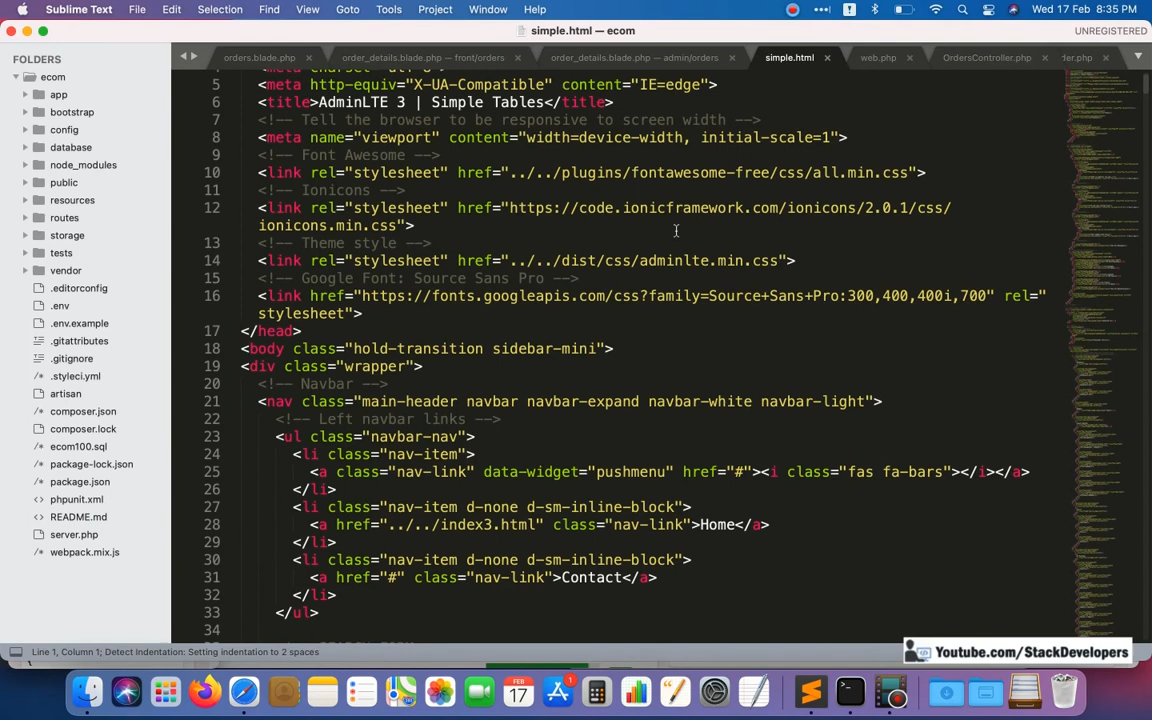 Sublime Text File Edit Selection Find View Goto Tools Project Window Help Wed 17 Feb 8:35 PM
simple.html — ecom UNREGISTERED
orders.blade.php order_details.blade.php — front/orders order_details.blade.php — admin/orders simple.html web.php OrdersController.php der.php
FOLDERS
ecom
app
bootstrap
config
database
node_modules
public
resources
routes
storage
tests
vendor
.editorconfig
.env
.env.example
.gitattributes
.gitignore
.styleci.yml
artisan
composer.json
composer.lock
ecom100.sql
package-lock.json
package.json
phpunit.xml
README.md
server.php
webpack.mix.js
5 <meta http-equiv="X-UA-Compatible" content="IE=edge">
6 <title>AdminLTE 3 | Simple Tables</title>
7 <!-- Tell the browser to be responsive to screen width -->
8 <meta name="viewport" content="width=device-width, initial-scale=1">
9 <!-- Font Awesome -->
10 <link rel="stylesheet" href="../../plugins/fontawesome-free/css/all.min.css">
11 <!-- Ionicons -->
12 <link rel="stylesheet" href="https://code.ionicframework.com/ionicons/2.0.1/css/
ionicons.min.css">
13 <!-- Theme style -->
14 <link rel="stylesheet" href="../../dist/css/adminlte.min.css">
15 <!-- Google Font: Source Sans Pro -->
16 <link href="https://fonts.googleapis.com/css?family=Source+Sans+Pro:300,400,400i,700" rel="
stylesheet">
17 </head>
18 <body class="hold-transition sidebar-mini">
19 <div class="wrapper">
20 <!-- Navbar -->
21 <nav class="main-header navbar navbar-expand navbar-white navbar-light">
22 <!-- Left navbar links -->
23 <ul class="navbar-nav">
24 <li class="nav-item">
25 <a class="nav-link" data-widget="pushmenu" href="#"><i class="fas fa-bars"></i></a>
26 </li>
27 <li class="nav-item d-none d-sm-inline-block">
28 <a href="../../index3.html" class="nav-link">Home</a>
29 </li>
30 <li class="nav-item d-none d-sm-inline-block">
31 <a href="#" class="nav-link">Contact</a>
32 </li>
33 </ul>
34
Line 1, Column 1; Detect Indentation: Setting indentation to 2 spaces
Youtube.com/StackDevelopers
FEB
17
1